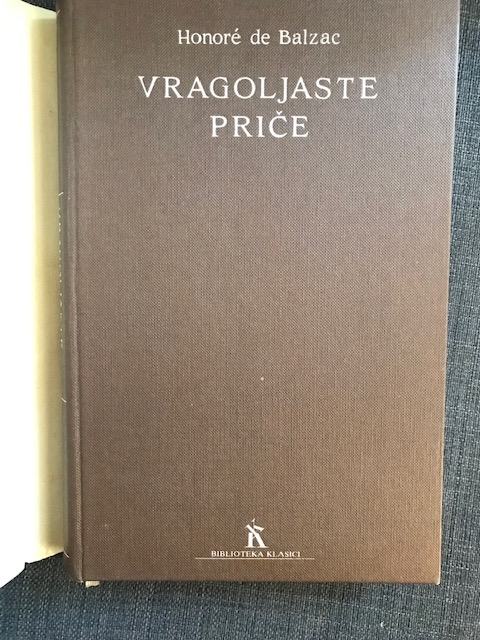 Honoré de Balzac
VRAGOLJASTE
PRIČE
BIBLIOTEKA KLASICI